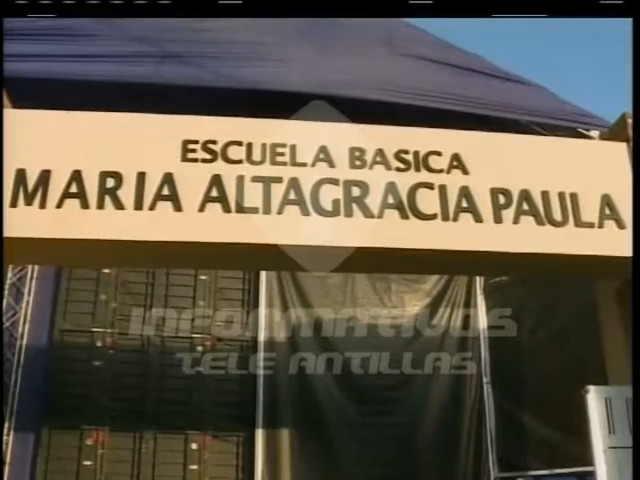 ESCUELA BASICA
MARIA ALTAGRACIA PAULA
INFORMATIVOS
TELE ANTILLAS